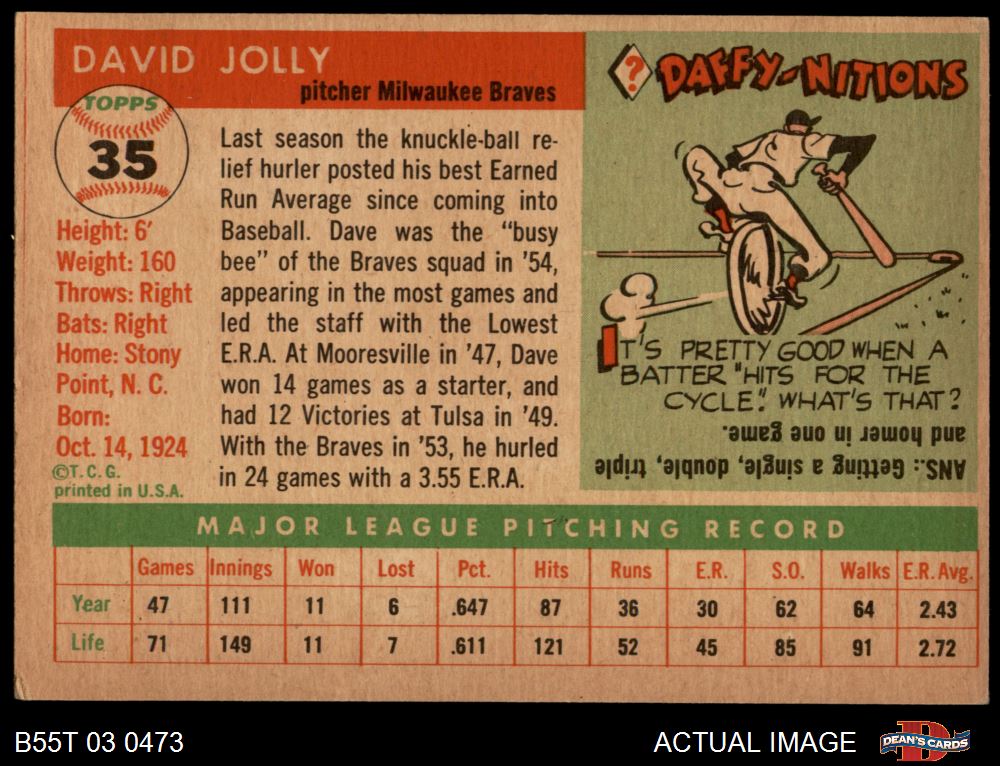 DAVID JOLLY
pitcher Milwaukee Braves
TOPPS
35
Height: 6'
Weight: 160
Throws: Right
Bats: Right
Home: Stony
Point, N. C.
Born:
Oct. 14, 1924
©T. C. G.
printed in U.S.A.
Last season the knuckle-ball re-
lief hurler posted his best Earned
Run Average since coming into
Baseball. Dave was the "busy
bee" of the Braves squad in '54,
appearing in the most games and
led the staff with the Lowest
E.R.A. At Mooresville in '47, Dave
won 14 games as a starter, and
had 12 Victories at Tulsa in '49.
With the Braves in '53, he hurled
in 24 games with a 3.55 E.R.A.
? DAFFY-NITIONS
IT'S PRETTY GOOD WHEN A
BATTER "HITS FOR THE
CYCLE." WHAT'S THAT?
ANS.: Getting a single, double, triple
and homer in one game.
MAJOR LEAGUE PITCHING RECORD
Games Innings Won Lost Pct. Hits Runs E.R. S.O. Walks E.R. Avg.
Year 47 111 11 6 .647 87 36 30 62 64 2.43
Life 71 149 11 7 .611 121 52 45 85 91 2.72
B55T 03 0473
ACTUAL IMAGE
D
DEAN'S CARDS